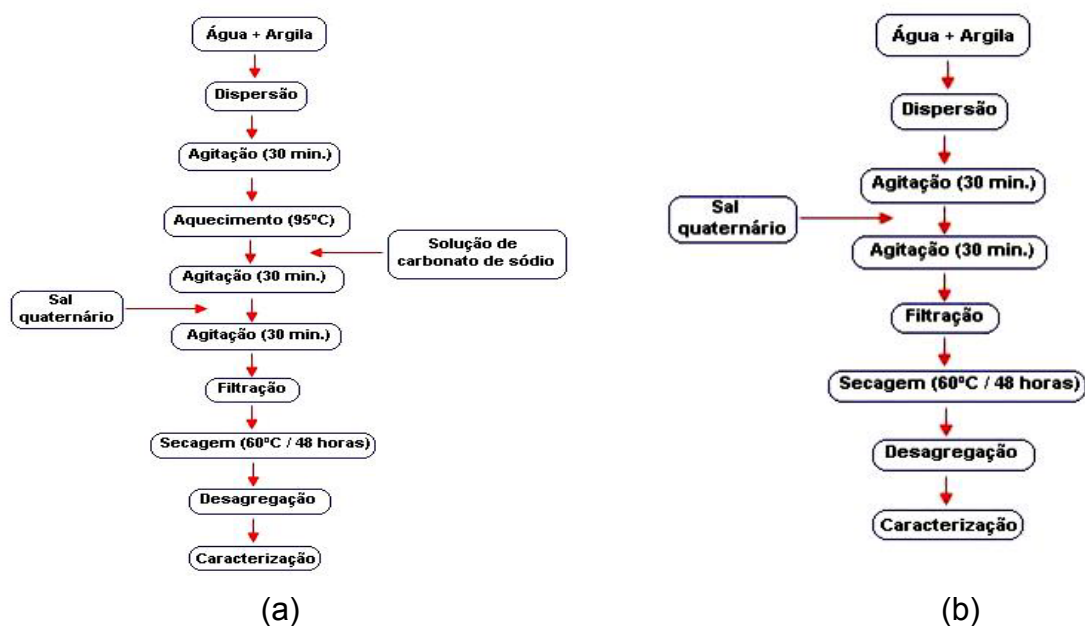 Água + Argila
Dispersão
Agitação (30 min.)
Aquecimento (95ºC)
Solução de
carbonato de sódio
Agitação (30 min.)
Sal
quaternário
Agitação (30 min.)
Filtração
Secagem (60ºC / 48 horas)
Desagregação
Caracterização
(a)
Água + Argila
Dispersão
Agitação (30 min.)
Sal
quaternário
Agitação (30 min.)
Filtração
Secagem (60ºC / 48 horas)
Desagregação
Caracterização
(b)